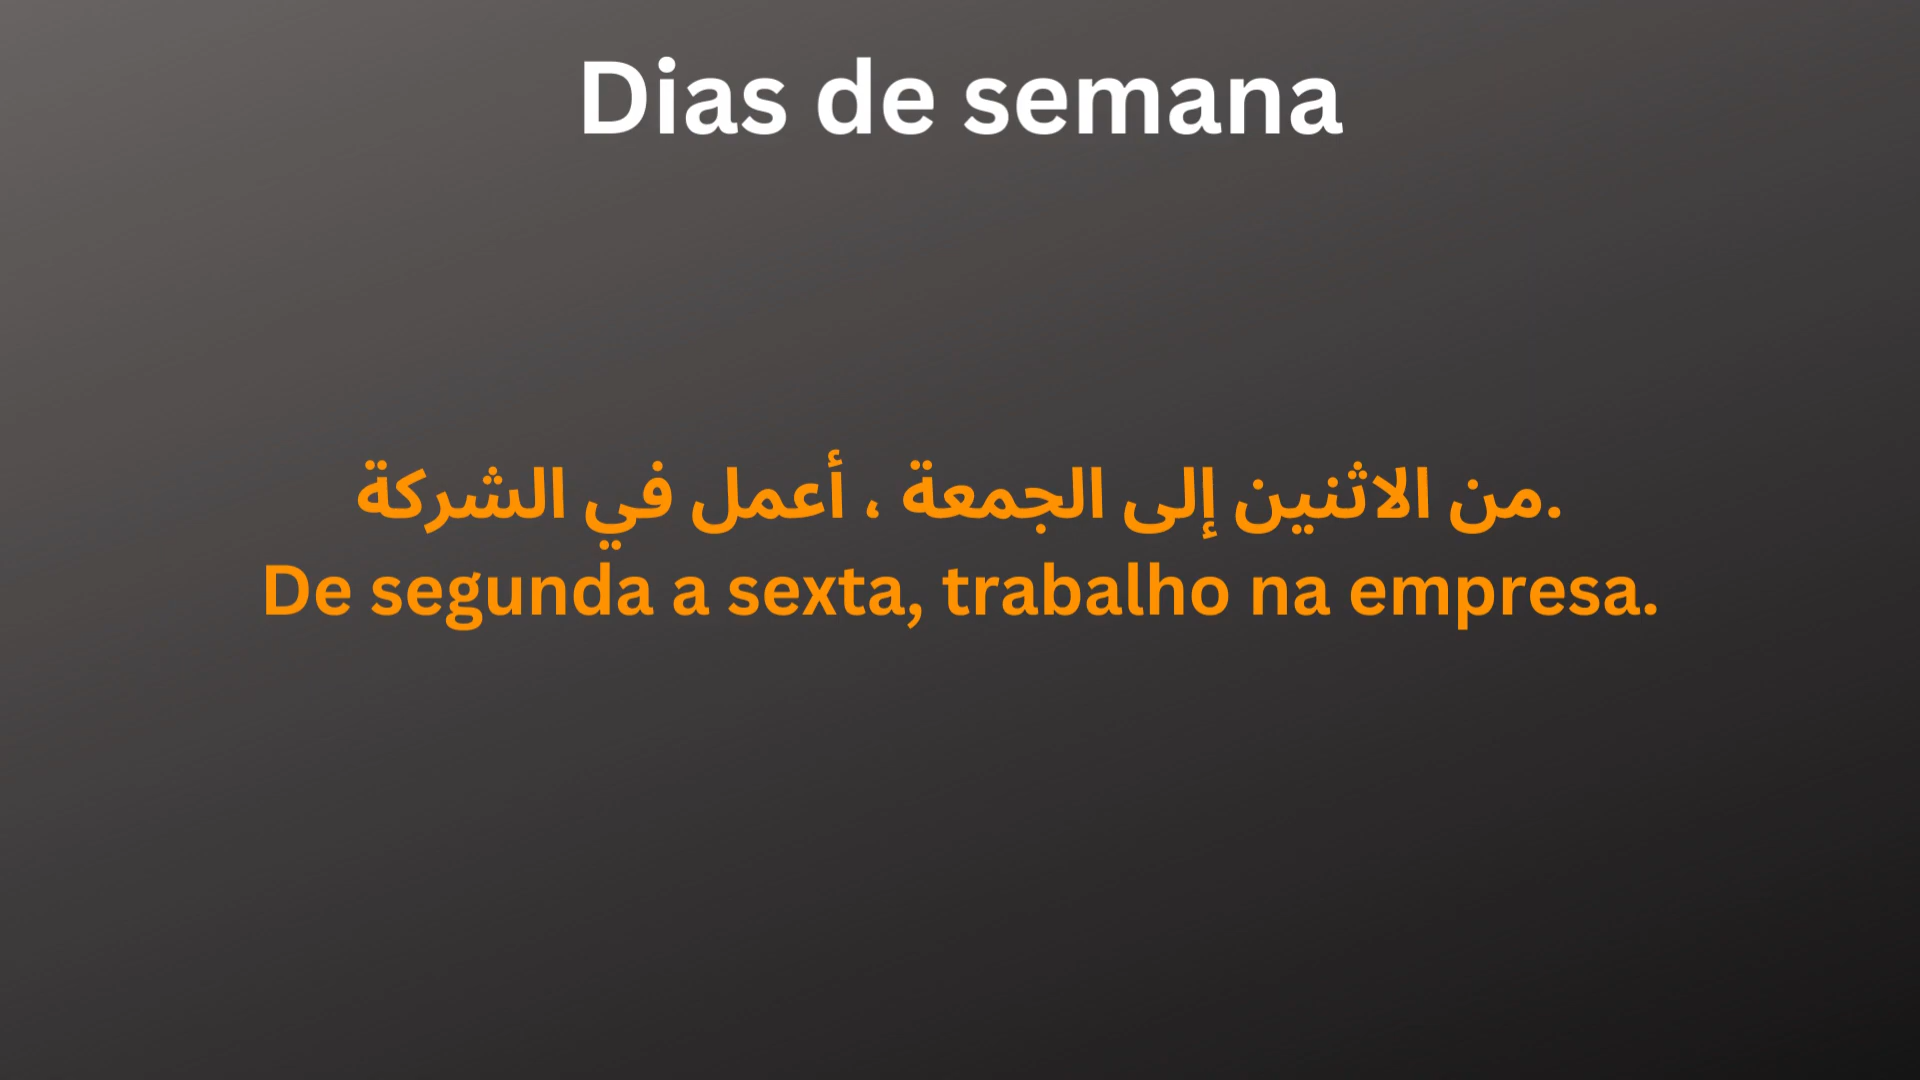 Dias de semana
من الاثنين إلى الجمعة ، أعمل في الشركة.
De segunda a sexta, trabalho na empresa.